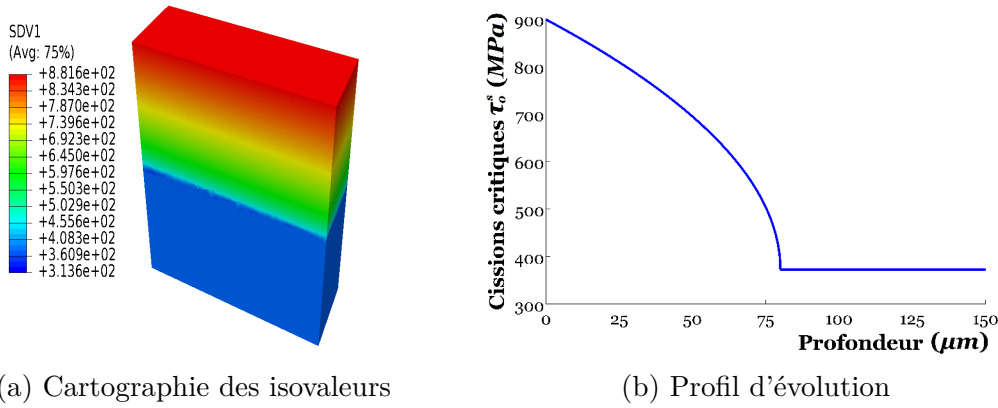 SDV1
(Avg: 75%)
+8.816e+02
+8.343e+02
+7.870e+02
+7.396e+02
+6.923e+02
+6.450e+02
+5.976e+02
+5.503e+02
+5.029e+02
+4.556e+02
+4.083e+02
+3.609e+02
+3.136e+02
Cissions critiques τₒˢ (MPa)
900
800
700
600
500
400
300
0 25 50 75 100 125 150
Profondeur (μm)
(a) Cartographie des isovaleurs
(b) Profil d'évolution